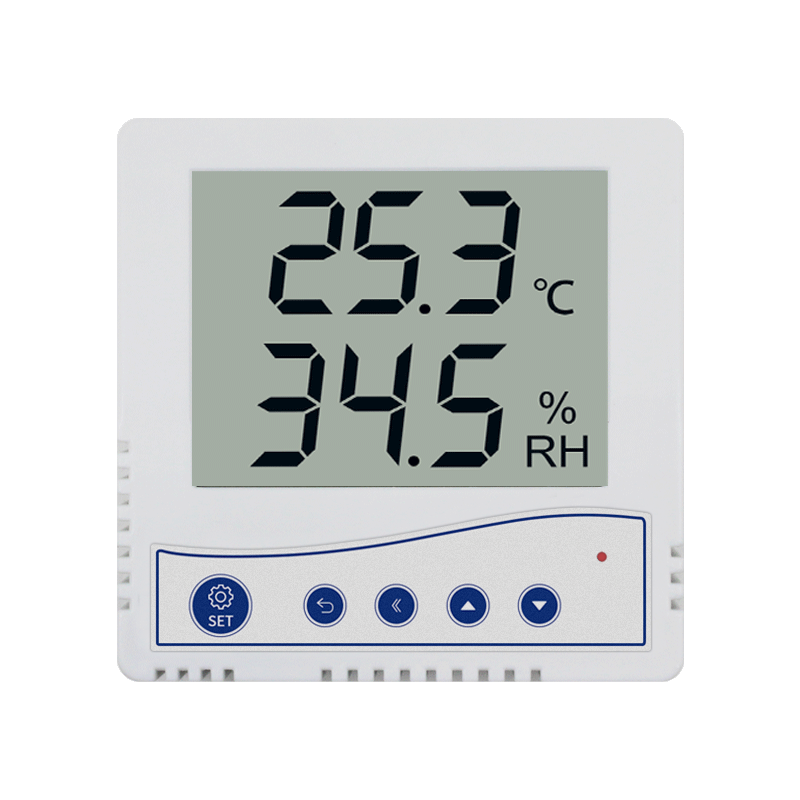 25.3 ℃
34.5 %
RH
SET